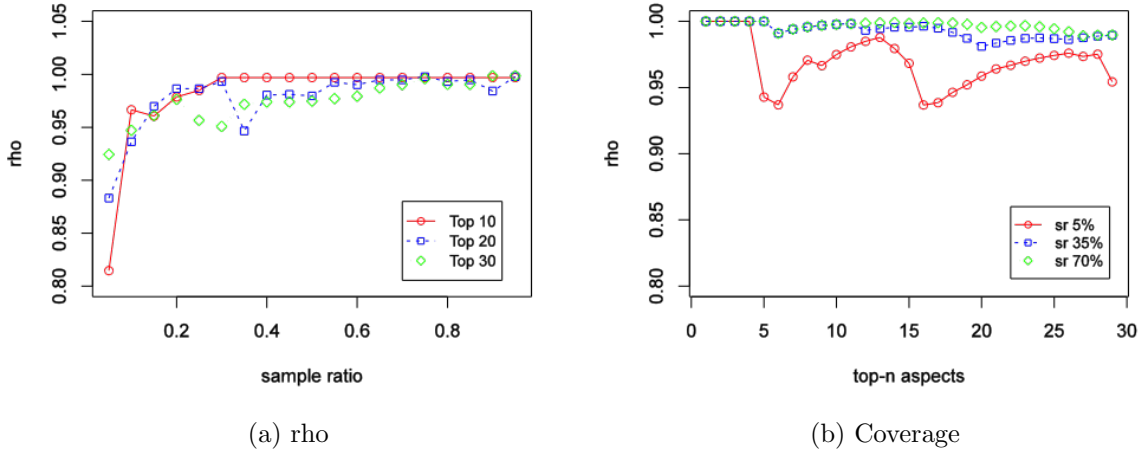 1.05
1.00
0.95
0.90
0.85
0.80
rho
0.2 0.4 0.6 0.8
sample ratio
Top 10
Top 20
Top 30
(a) rho
1.00
0.95
0.90
0.85
0.80
rho
0 5 10 15 20 25 30
top-n aspects
sr 5%
sr 35%
sr 70%
(b) Coverage